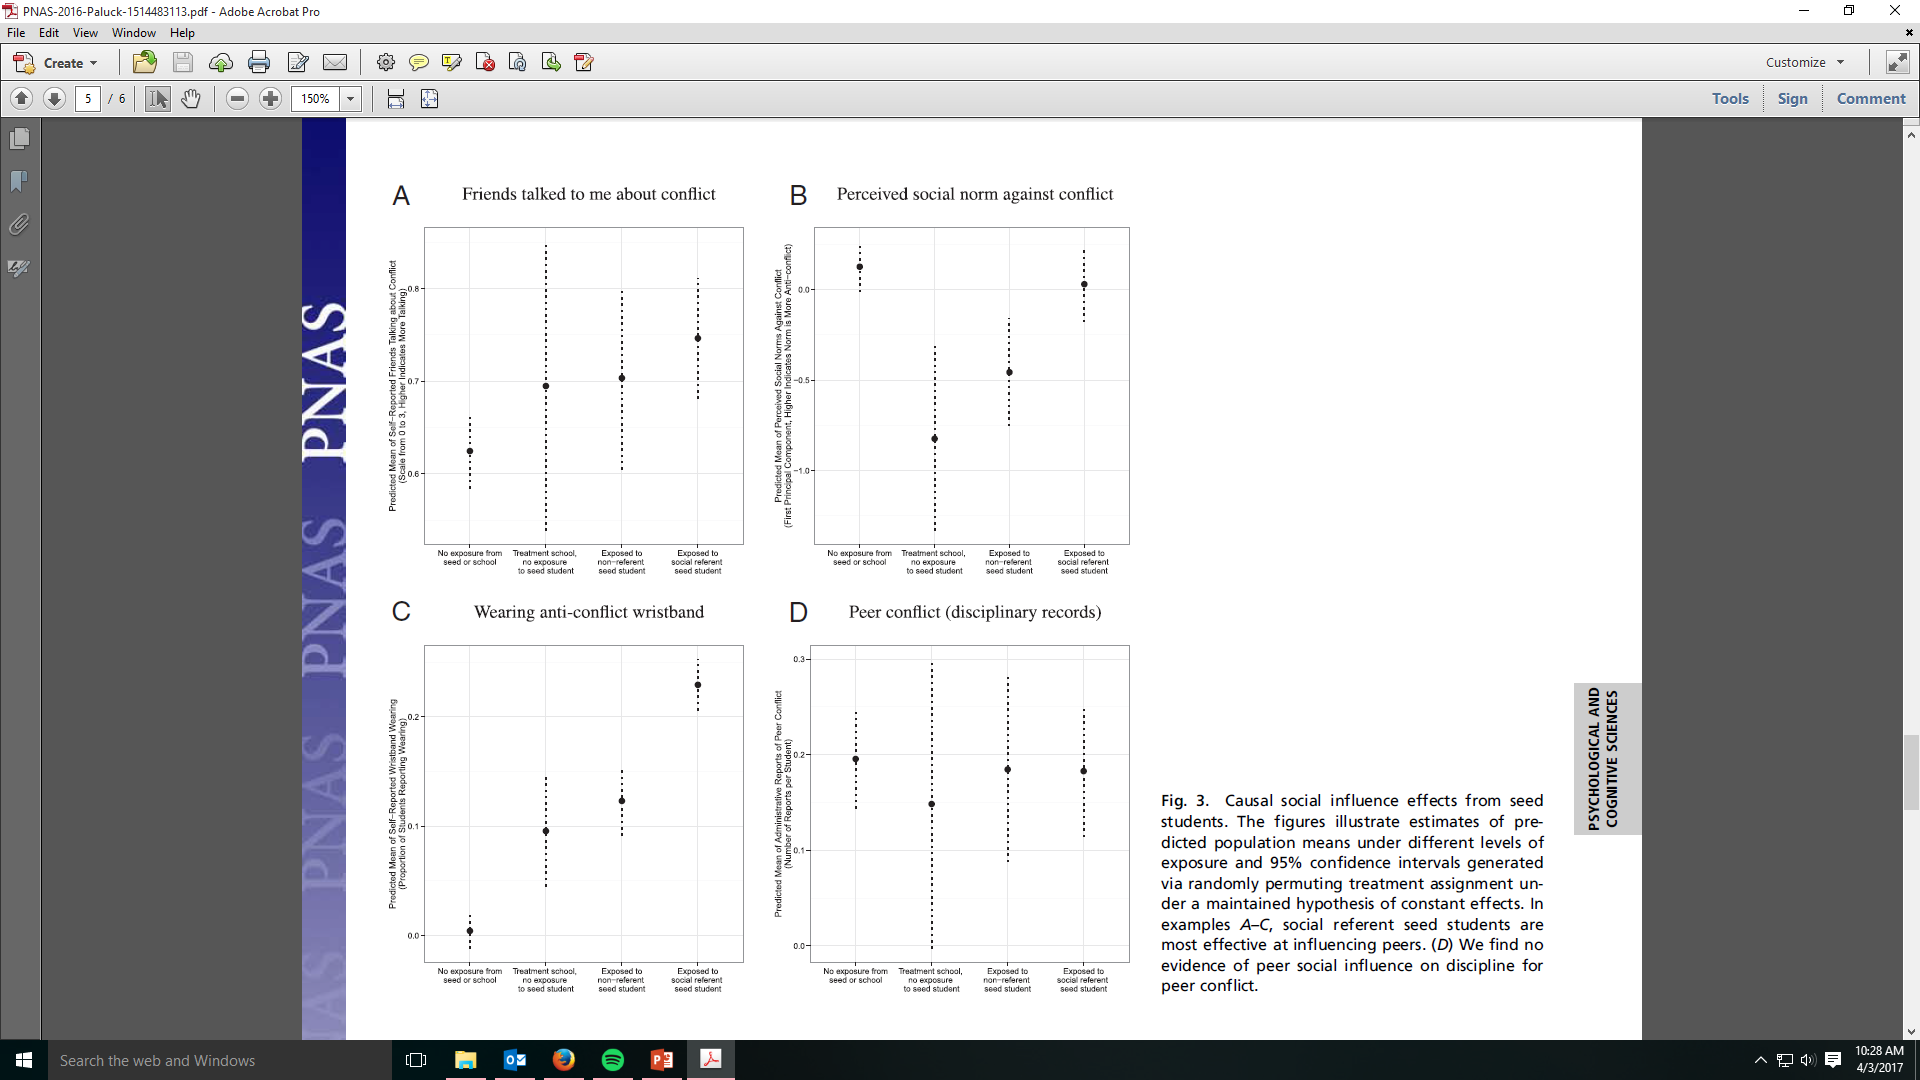 PNAS-2016-Paluck-1514483113.pdf - Adobe Acrobat Pro
File Edit View Window Help
Create
Customize
5 / 6
150%
Tools Sign Comment
PNAS
PNAS
PNAS
PNAS
A Friends talked to me about conflict
Predicted Mean of Self-Reported Friends Talking about Conflict
(Scale from 0 to 3, Higher Indicates More Talking)
0.8
0.7
0.6
No exposure from
seed or school
Treatment school,
no exposure
to seed student
Exposed to
non-referent
seed student
Exposed to
social referent
seed student
B Perceived social norm against conflict
Predicted Mean of Perceived Social Norms Against Conflict
(First Principal Component, Higher Indicates Norm is More Anti-conflict)
0.0
-0.5
-1.0
No exposure from
seed or school
Treatment school,
no exposure
to seed student
Exposed to
non-referent
seed student
Exposed to
social referent
seed student
C Wearing anti-conflict wristband
Predicted Mean of Self-Reported Wristband Wearing
(Proportion of Students Reporting Wearing)
0.2
0.1
0.0
No exposure from
seed or school
Treatment school,
no exposure
to seed student
Exposed to
non-referent
seed student
Exposed to
social referent
seed student
D Peer conflict (disciplinary records)
Predicted Mean of Administrative Reports of Peer Conflict
(Number of Reports per Student)
0.3
0.2
0.1
0.0
No exposure from
seed or school
Treatment school,
no exposure
to seed student
Exposed to
non-referent
seed student
Exposed to
social referent
seed student
Fig. 3. Causal social influence effects from seed
students. The figures illustrate estimates of pre-
dicted population means under different levels of
exposure and 95% confidence intervals generated
via randomly permuting treatment assignment un-
der a maintained hypothesis of constant effects. In
examples A–C, social referent seed students are
most effective at influencing peers. (D) We find no
evidence of peer social influence on discipline for
peer conflict.
PSYCHOLOGICAL AND
COGNITIVE SCIENCES
Search the web and Windows
10:28 AM
4/3/2017